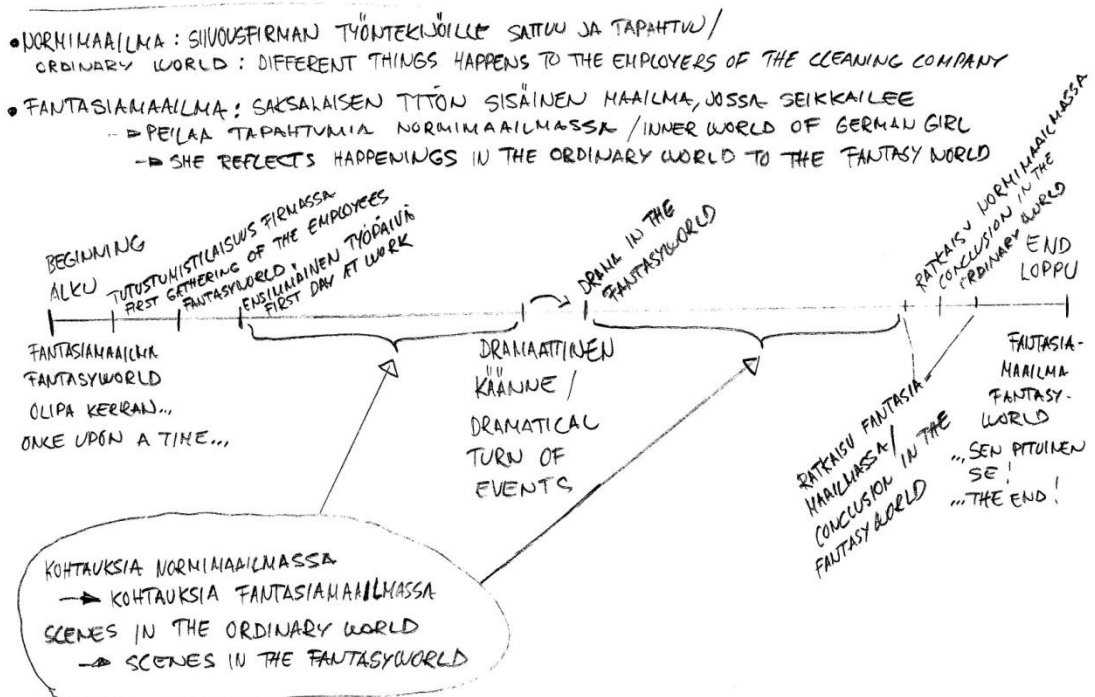 • NORMIMAAILMA : SIIVOUSFIRMAN TYÖNTEKIJÖILLE SATTUU JA TAPAHTUU /
ORDINARY WORLD : DIFFERENT THINGS HAPPENS TO THE EMPLOYERS OF THE CLEANING COMPANY
• FANTASIAMAAILMA : SAKSALAISEN TYTÖN SISÄINEN MAAILMA, JOSSA SEIKKAILEE
→ PEILAA TAPAHTUMIA NORMIMAAILMASSA / INNER WORLD OF GERMAN GIRL
→ SHE REFLECTS HAPPENINGS IN THE ORDINARY WORLD TO THE FANTASY WORLD
BEGINNING
ALKU
TUTUSTUMISTILAISUUS FIRMASSA
FIRST GATHERING OF THE EMPLOYEES
FANTASYWORLD
ENSIMMÄINEN TYÖPÄIVÄ
FIRST DAY AT WORK
DRAMA IN THE
FANTASYWORLD
RATKAISU NORMIMAAILMASSA
CONCLUSION IN THE
ORDINARY WORLD
END
LOPPU
FANTASIAMAAILMA
FANTASYWORLD
OLIPA KERRAN...
ONCE UPON A TIME...
DRAMAATTINEN
KÄÄNNE /
DRAMATICAL
TURN OF
EVENTS
RATKAISU FANTASIA-
MAAILMASSA /
CONCLUSION IN THE
FANTASYWORLD
FANTASIA-
MAAILMA
FANTASY-
WORLD
...SEN PITUINEN
SE!
...THE END!
KOHTAUKSIA NORMIMAAILMASSA
→ KOHTAUKSIA FANTASIAMAAILMASSA
SCENES IN THE ORDINARY WORLD
→ SCENES IN THE FANTASYWORLD